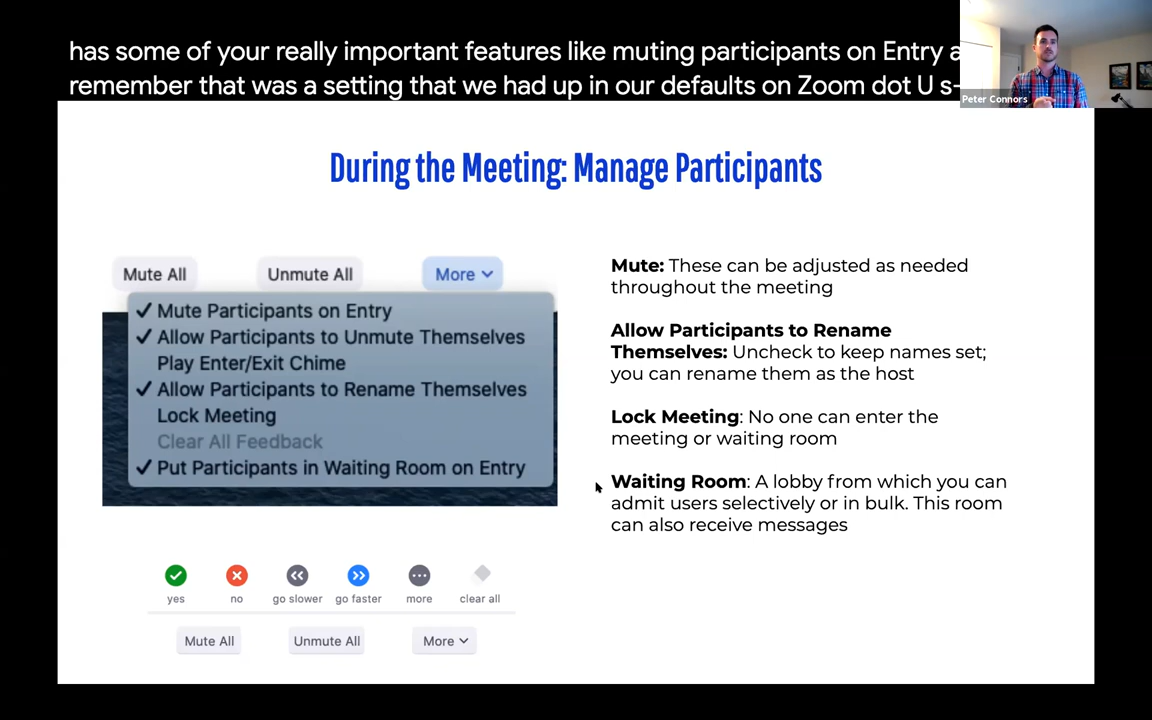 has some of your really important features like muting participants on Entry
remember that was a setting that we had up in our defaults on Zoom dot U s-
Peter Connors
During the Meeting: Manage Participants
Mute All
Unmute All
More
Mute Participants on Entry
Allow Participants to Unmute Themselves
Play Enter/Exit Chime
Allow Participants to Rename Themselves
Lock Meeting
Clear All Feedback
Put Participants in Waiting Room on Entry
yes
no
go slower
go faster
more
clear all
Mute All
Unmute All
More
Mute: These can be adjusted as needed
throughout the meeting
Allow Participants to Rename
Themselves: Uncheck to keep names set;
you can rename them as the host
Lock Meeting: No one can enter the
meeting or waiting room
Waiting Room: A lobby from which you can
admit users selectively or in bulk. This room
can also receive messages